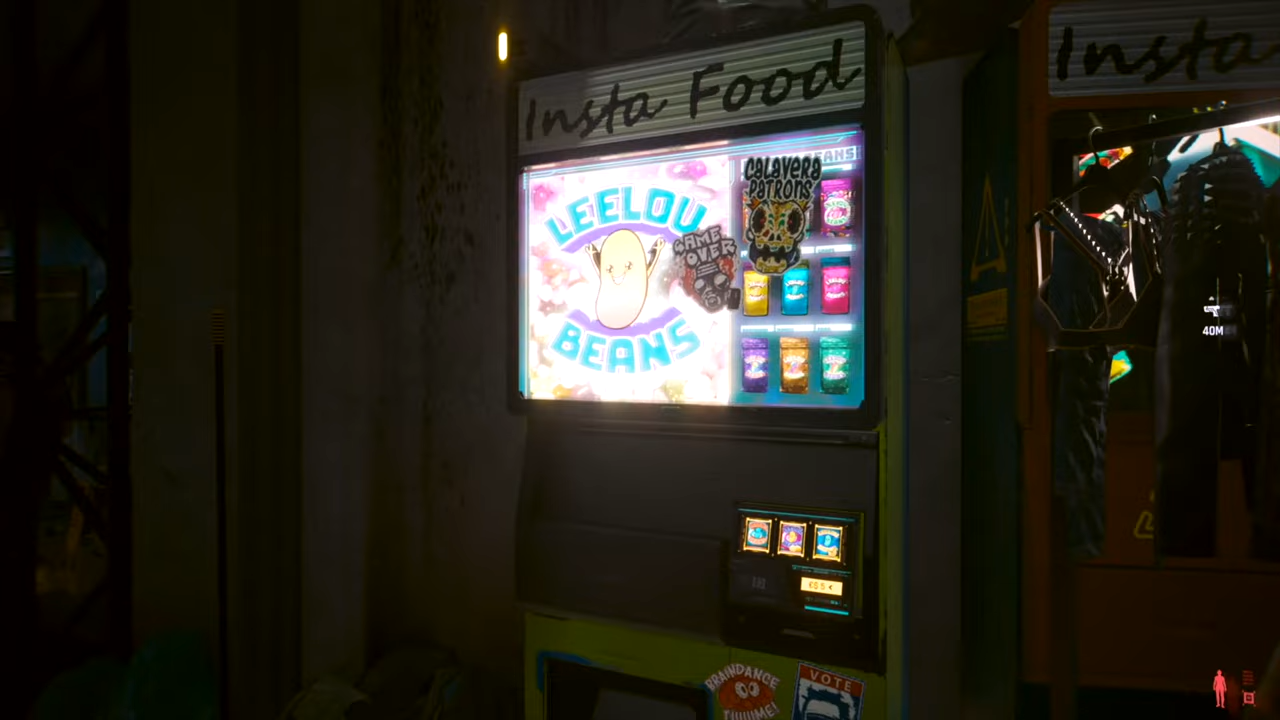 Insta Food
Insta
LEELOU
BEANS
GAME
OVER
CALAVERA
PATRONS
BEANS
40M
BRAINDANCE
VOTE